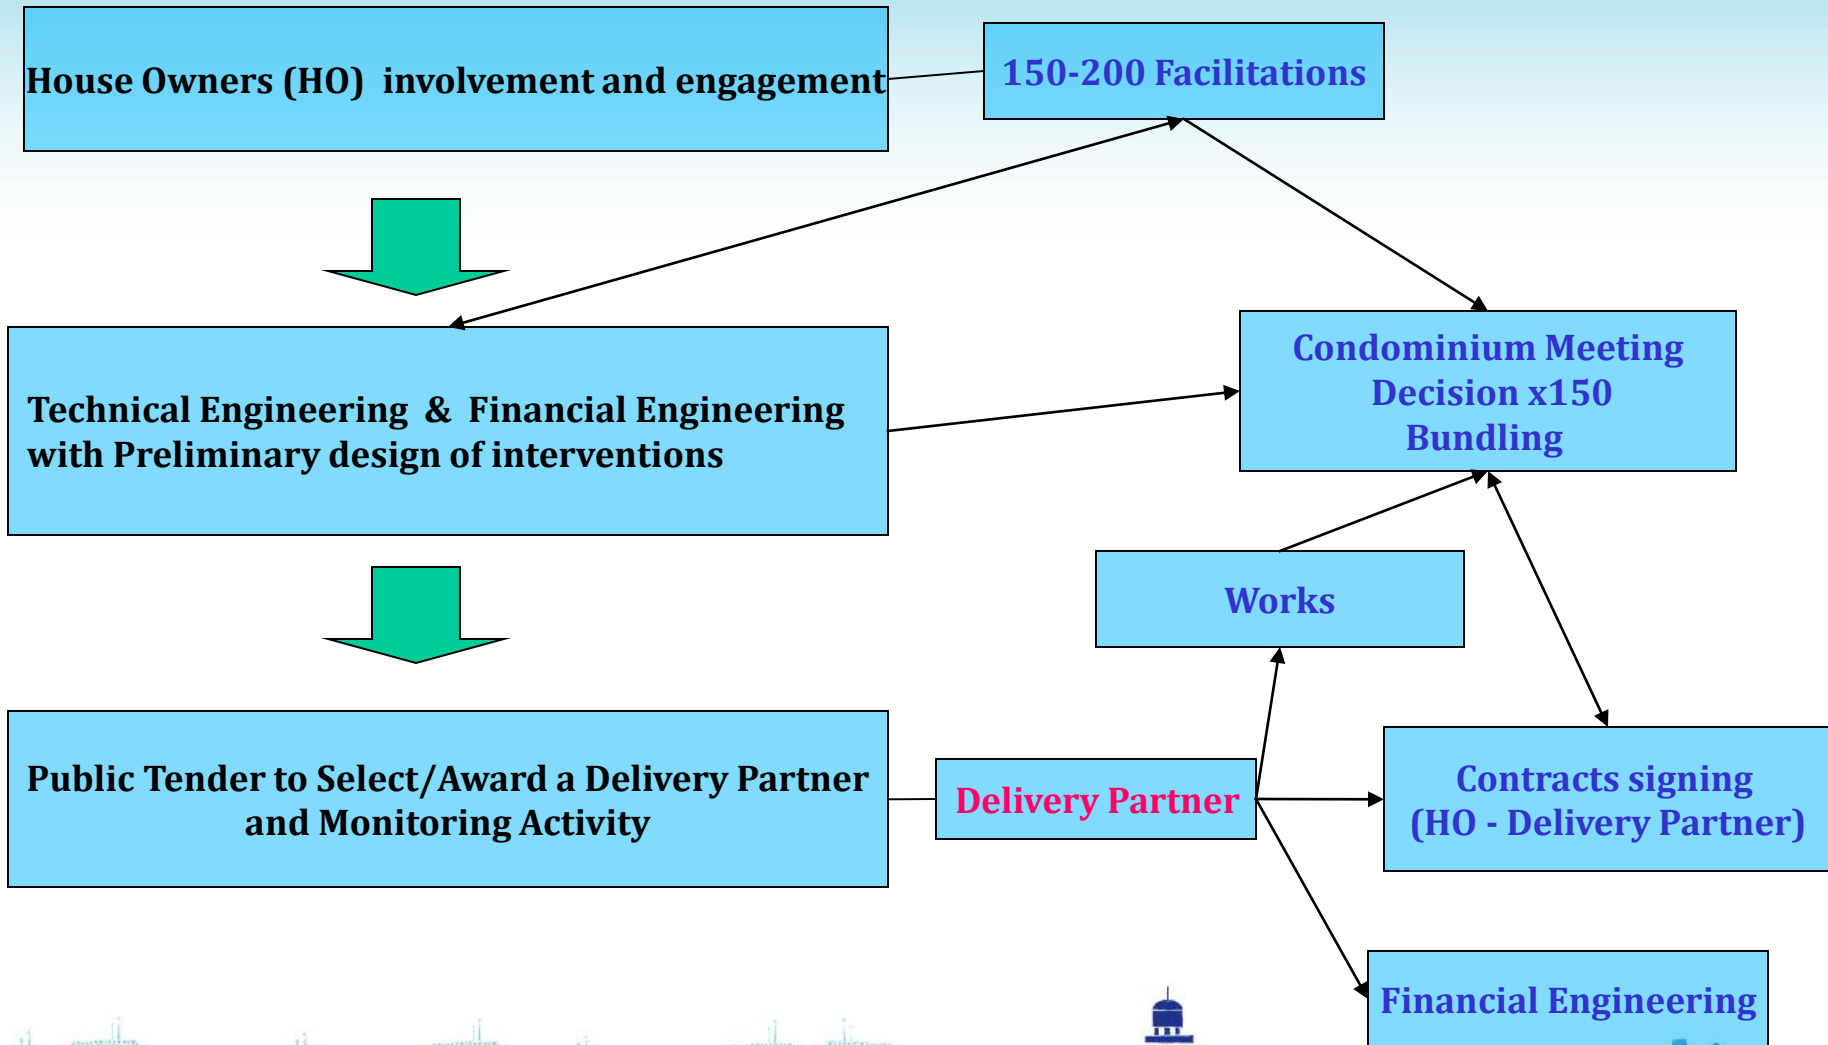 House Owners (HO) involvement and engagement
150-200 Facilitations
Technical Engineering & Financial Engineering
with Preliminary design of interventions
Condominium Meeting
Decision x150
Bundling
Works
Public Tender to Select/Award a Delivery Partner
and Monitoring Activity
Delivery Partner
Contracts signing
(HO - Delivery Partner)
Financial Engineering